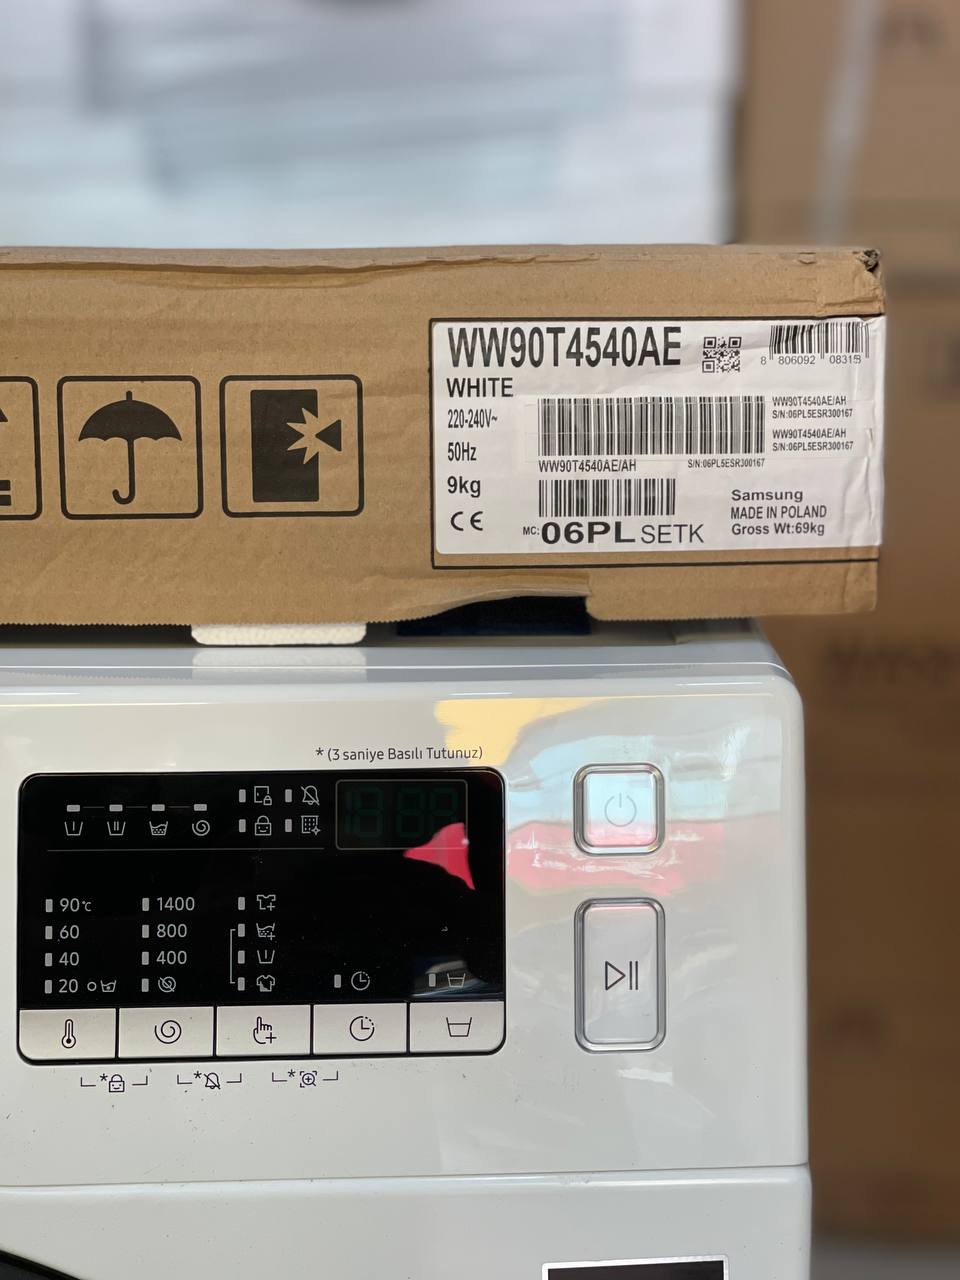 WW90T4540AE
8 806092 08315
WHITE
220-240V~
50Hz
9kg
CE
WW90T4540AE/AH
S/N:06PL5ESR300167
WW90T4540AE/AH
S/N:06PL5ESR300167
WW90T4540AE/AH S/N:06PL5ESR300167
MC: 06PL SETK
Samsung
MADE IN POLAND
Gross Wt:69kg
* (3 saniye Basılı Tutunuz)
90℃ 1400
60 800
40 400
20
*
*
*